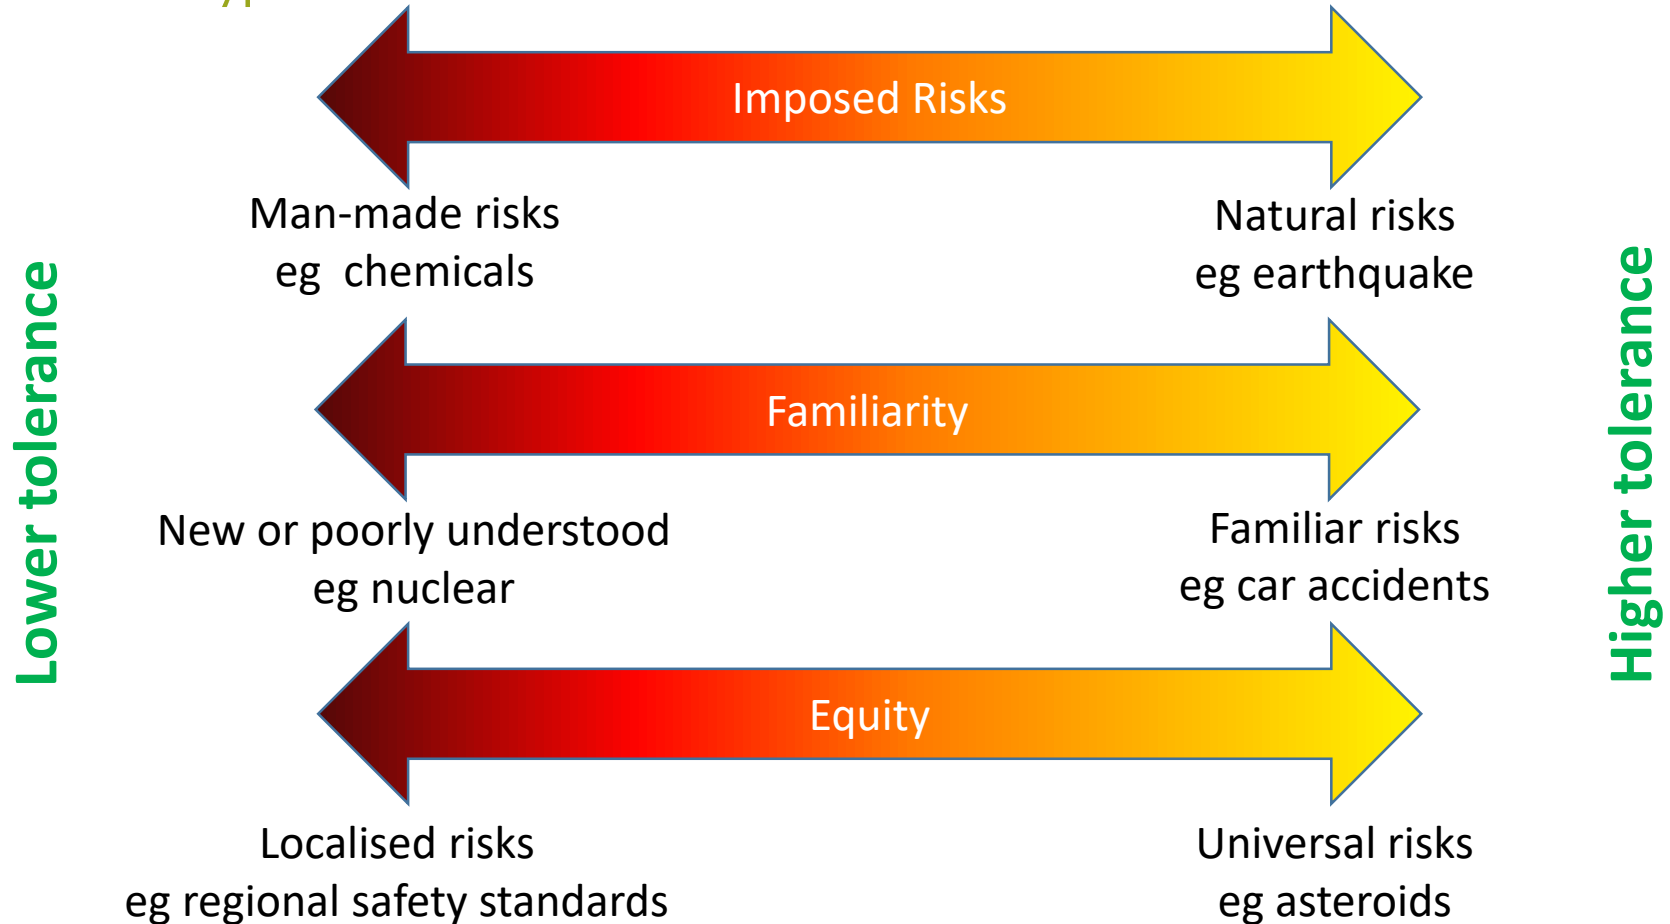 Imposed Risks
Man-made risks
eg chemicals
Natural risks
eg earthquake
Lower tolerance
Higher tolerance
Familiarity
New or poorly understood
eg nuclear
Familiar risks
eg car accidents
Equity
Localised risks
eg regional safety standards
Universal risks
eg asteroids